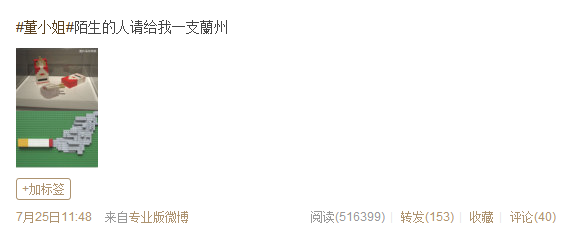 #董小姐#陌生的人请给我一支蘭州
+加标签
7月25日11:48 来自专业版微博 阅读(516399) 转发(153) 收藏 评论(40)